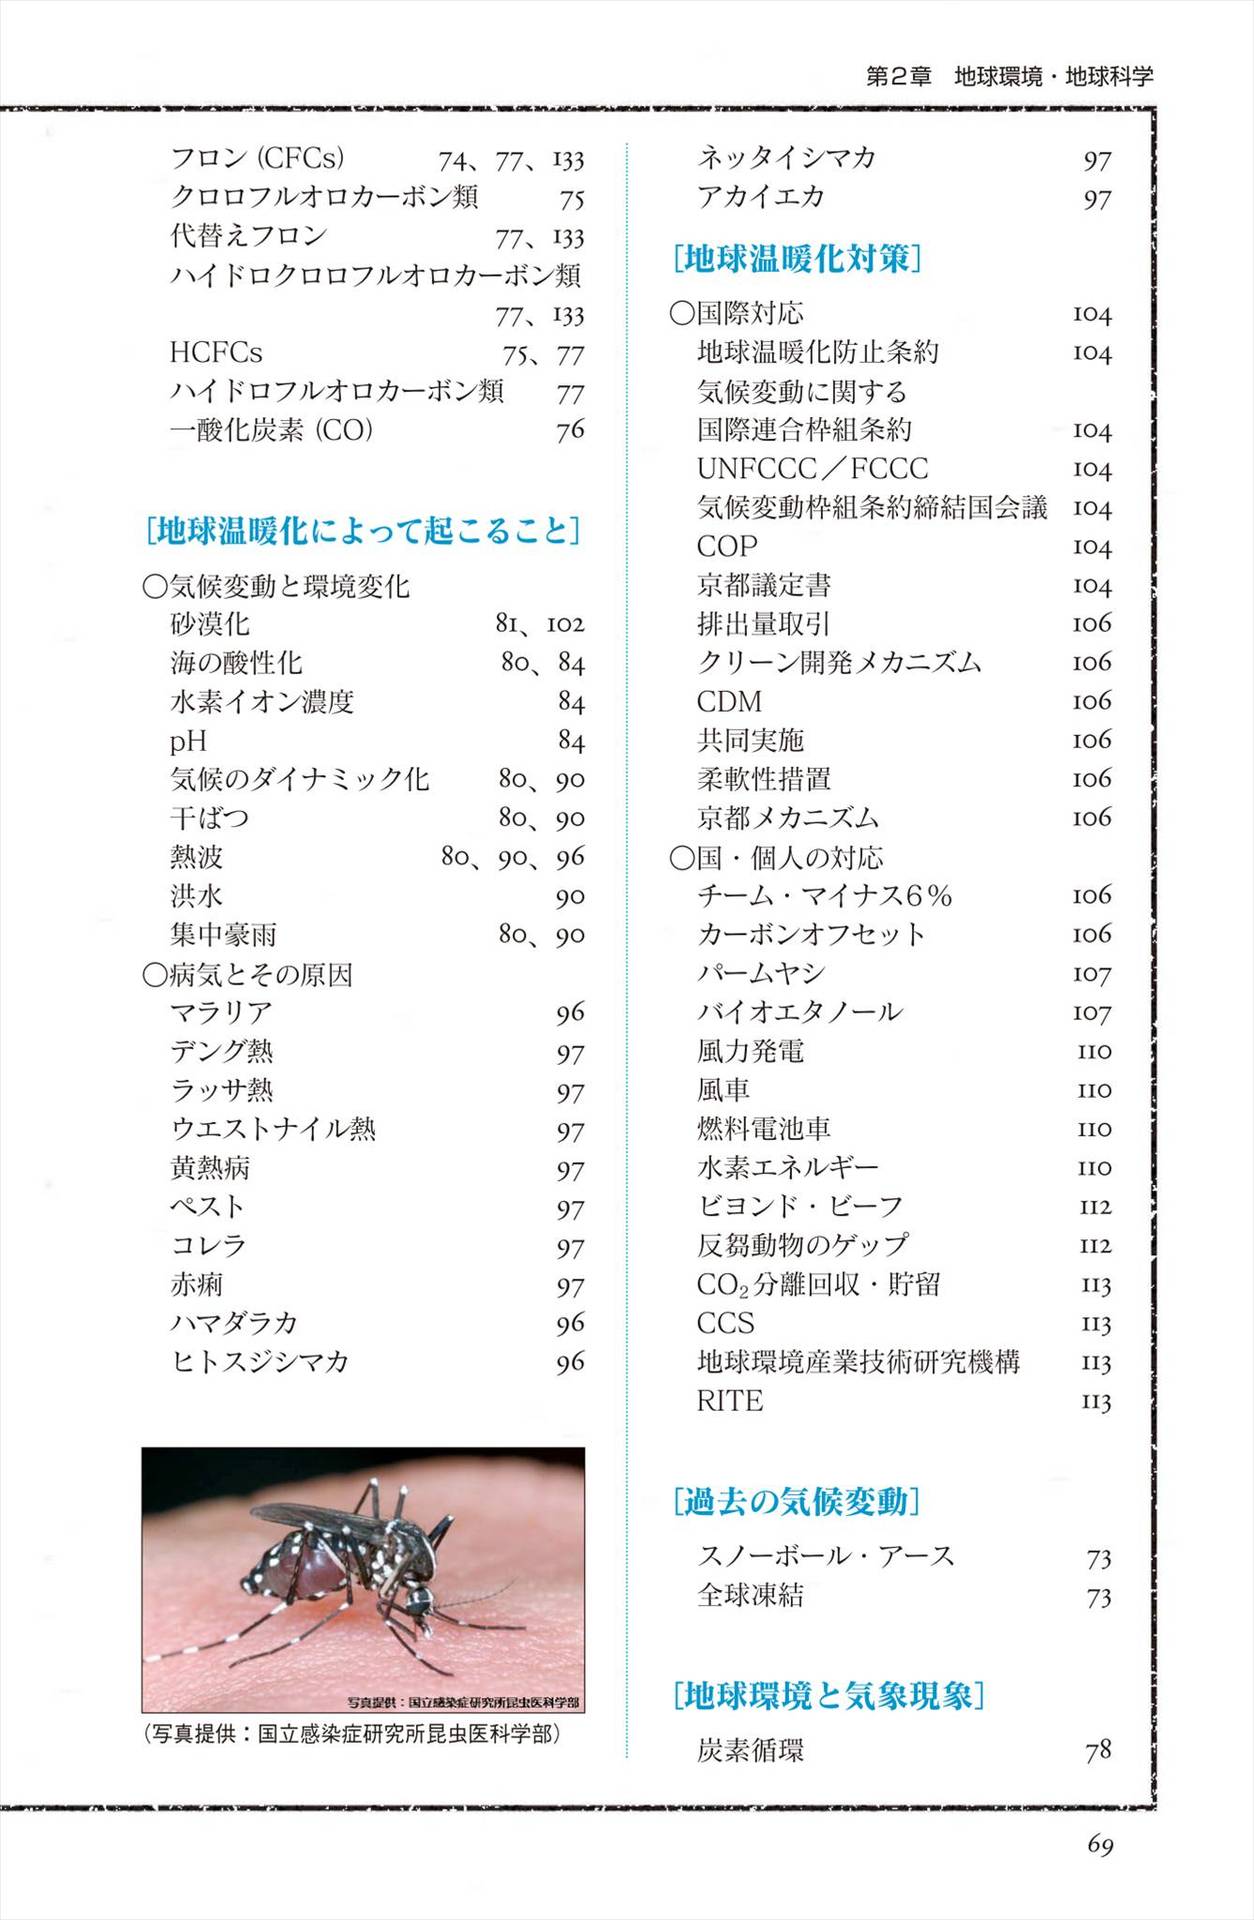 第2章　地球環境・地球科学
フロン (CFCs)　74、77、133
クロロフルオロカーボン類　75
代替えフロン　77、133
ハイドロクロロフルオロカーボン類
77、133
HCFCs　75、77
ハイドロフルオロカーボン類　77
一酸化炭素 (CO)　76
［地球温暖化によって起こること］
〇気候変動と環境変化
砂漠化　81、102
海の酸性化　80、84
水素イオン濃度　84
pH　84
気候のダイナミック化　80、90
干ばつ　80、90
熱波　80、90、96
洪水　90
集中豪雨　80、90
〇病気とその原因
マラリア　96
デング熱　97
ラッサ熱　97
ウエストナイル熱　97
黄熱病　97
ペスト　97
コレラ　97
赤痢　97
ハマダラカ　96
ヒトスジシマカ　96
写真提供：国立感染症研究所昆虫医科学部
（写真提供：国立感染症研究所昆虫医科学部）
ネッタイシマカ　97
アカイエカ　97
［地球温暖化対策］
〇国際対応　104
地球温暖化防止条約　104
気候変動に関する
国際連合枠組条約　104
UNFCCC／FCCC　104
気候変動枠組条約締結国会議　104
COP　104
京都議定書　104
排出量取引　106
クリーン開発メカニズム　106
CDM　106
共同実施　106
柔軟性措置　106
京都メカニズム　106
〇国・個人の対応
チーム・マイナス6％　106
カーボンオフセット　106
パームヤシ　107
バイオエタノール　107
風力発電　110
風車　110
燃料電池車　110
水素エネルギー　110
ビヨンド・ビーフ　112
反芻動物のゲップ　112
CO₂分離回収・貯留　113
CCS　113
地球環境産業技術研究機構　113
RITE　113
［過去の気候変動］
スノーボール・アース　73
全球凍結　73
［地球環境と気象現象］
炭素循環　78
69